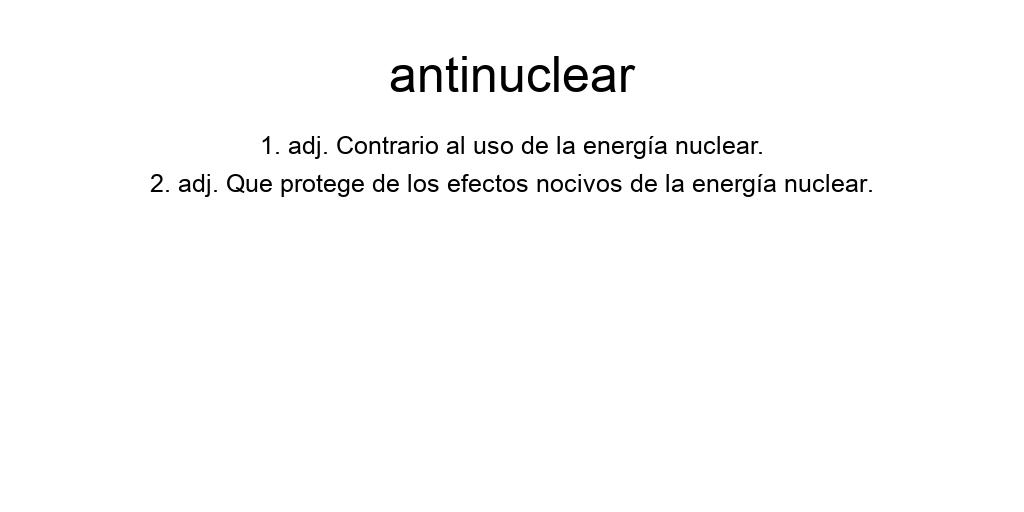 antinuclear
1. adj. Contrario al uso de la energía nuclear.
2. adj. Que protege de los efectos nocivos de la energía nuclear.